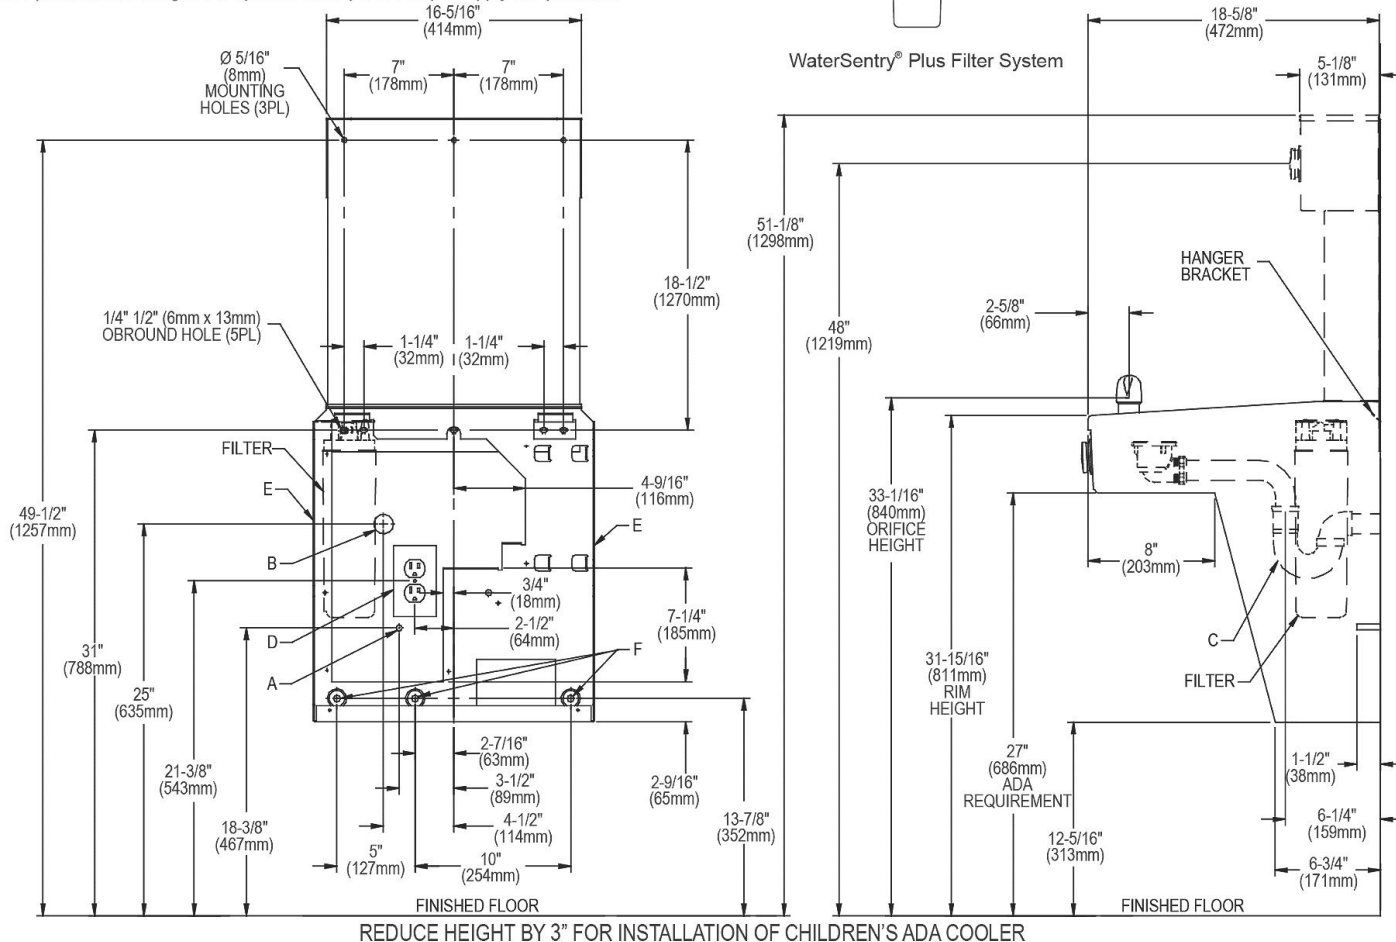 16-5/16"
(414mm)
Ø 5/16"
(8mm)
MOUNTING
HOLES (3PL)
7"
(178mm)
7"
(178mm)
WaterSentry® Plus Filter System
18-5/8"
(472mm)
5-1/8"
(131mm)
51-1/8"
(1298mm)
HANGER
BRACKET
18-1/2"
(1270mm)
2-5/8"
(66mm)
1/4" 1/2" (6mm x 13mm)
OBROUND HOLE (5PL)
1-1/4"
(32mm)
1-1/4"
(32mm)
48"
(1219mm)
FILTER
E
4-9/16"
(116mm)
49-1/2"
(1257mm)
E
33-1/16"
(840mm)
ORIFICE
HEIGHT
B
8"
(203mm)
3/4"
(18mm)
2-1/2"
(64mm)
7-1/4"
(185mm)
D
F
C
A
31"
(788mm)
31-15/16"
(811mm)
RIM
HEIGHT
FILTER
25"
(635mm)
21-3/8"
(543mm)
2-7/16"
(63mm)
3-1/2"
(89mm)
2-9/16"
(65mm)
27"
(686mm)
ADA
REQUIREMENT
1-1/2"
(38mm)
18-3/8"
(467mm)
4-1/2"
(114mm)
13-7/8"
(352mm)
6-1/4"
(159mm)
12-5/16"
(313mm)
5"
(127mm)
10"
(254mm)
6-3/4"
(171mm)
FINISHED FLOOR
FINISHED FLOOR
REDUCE HEIGHT BY 3” FOR INSTALLATION OF CHILDREN’S ADA COOLER